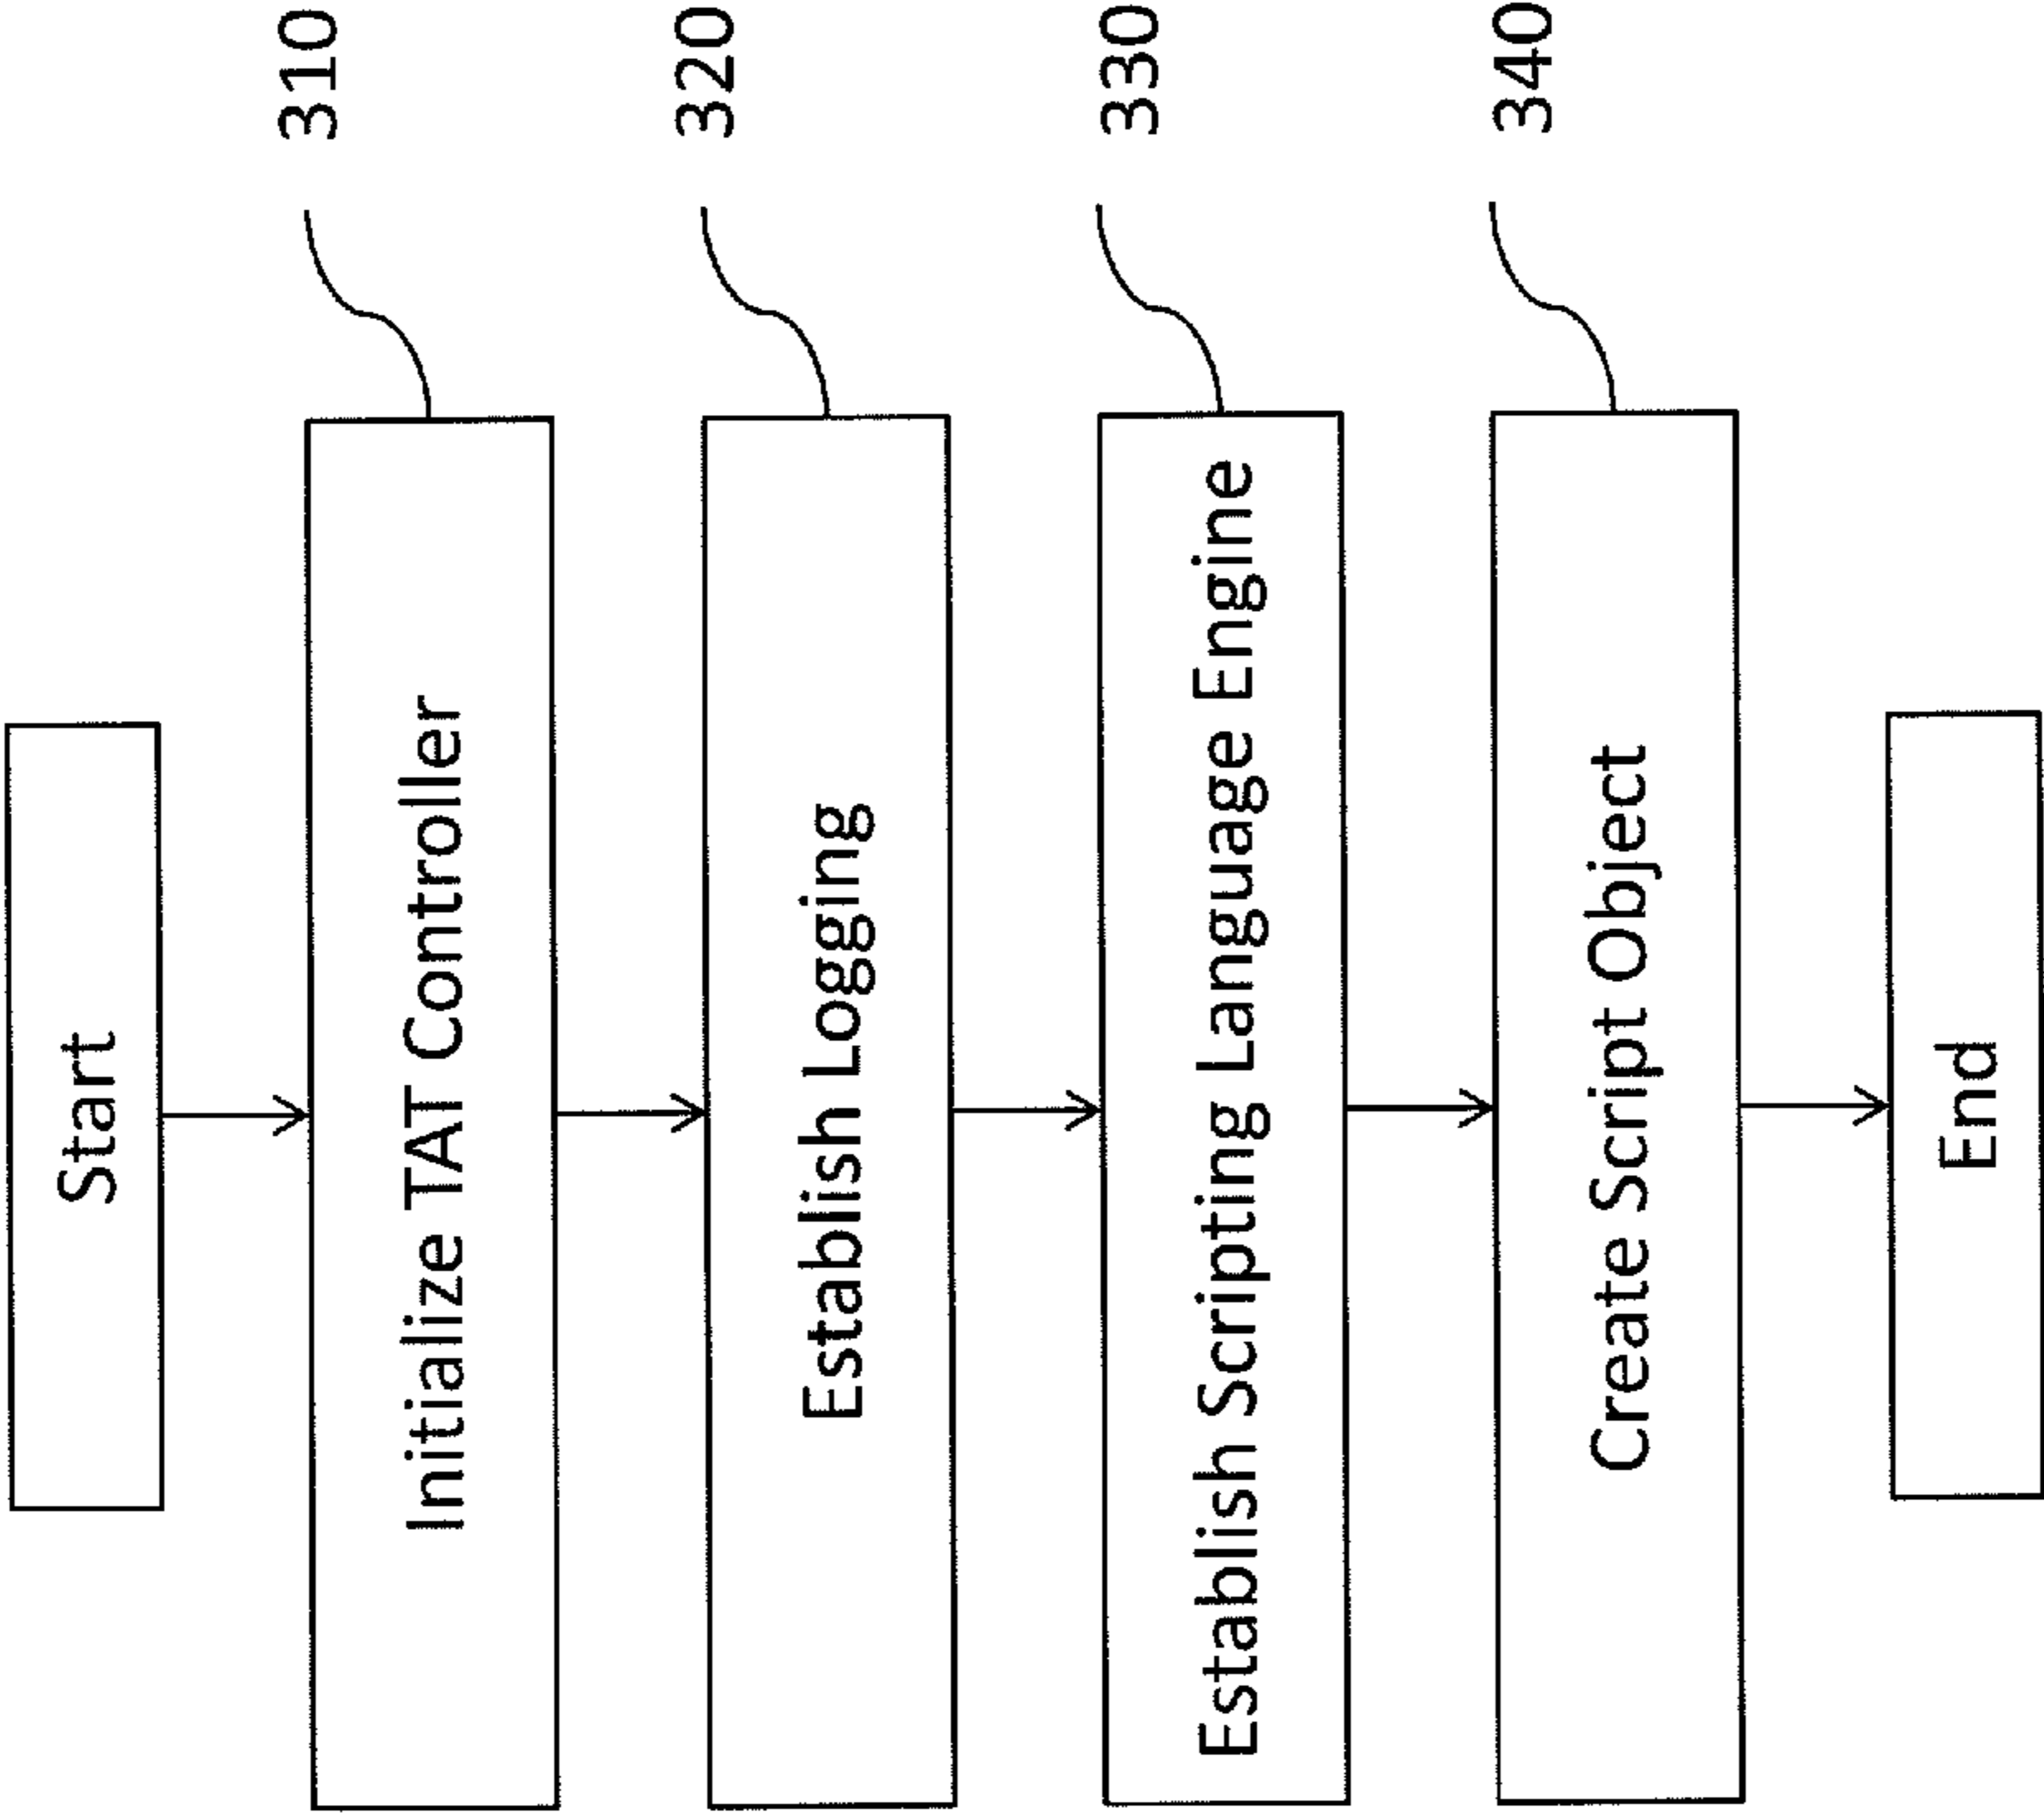 Start
Initialize TAT Controller
310
Establish Logging
320
Establish Scripting Language Engine
330
Create Script Object
340
End